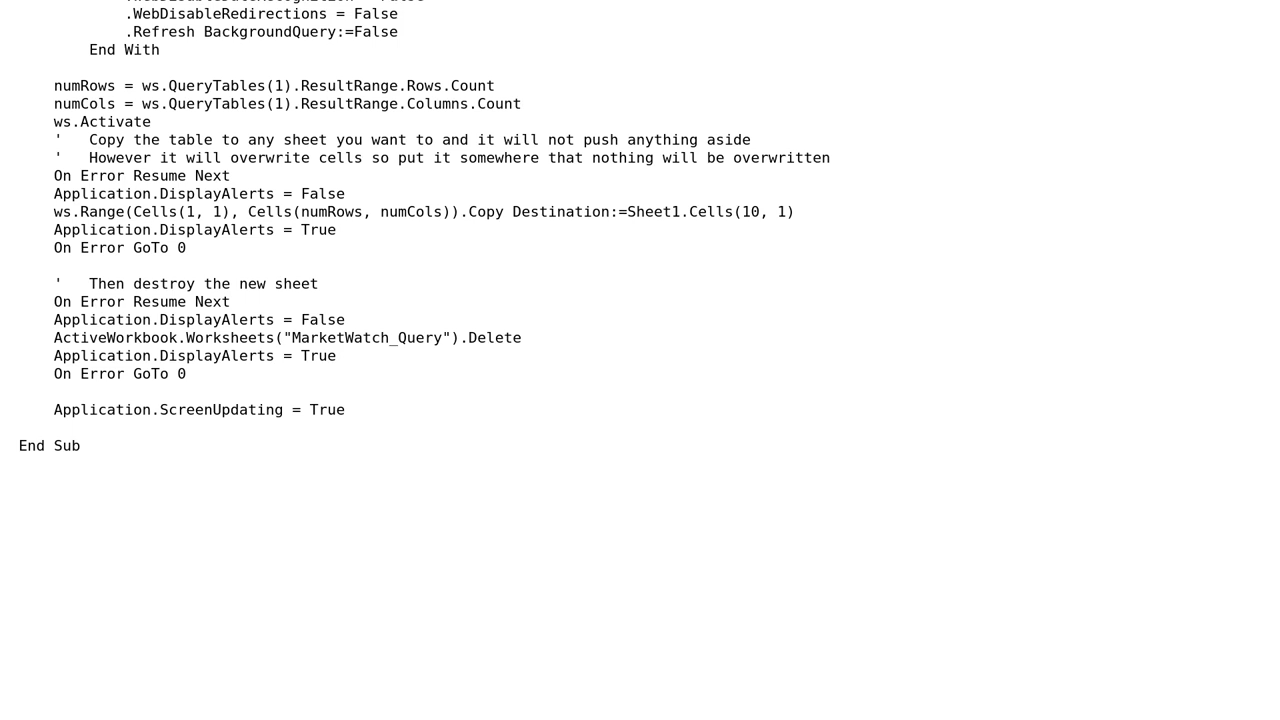 .WebDisableRedirections = False
.Refresh BackgroundQuery:=False
End With
numRows = ws.QueryTables(1).ResultRange.Rows.Count
numCols = ws.QueryTables(1).ResultRange.Columns.Count
ws.Activate
'   Copy the table to any sheet you want to and it will not push anything aside
'   However it will overwrite cells so put it somewhere that nothing will be overwritten
On Error Resume Next
Application.DisplayAlerts = False
ws.Range(Cells(1, 1), Cells(numRows, numCols)).Copy Destination:=Sheet1.Cells(10, 1)
Application.DisplayAlerts = True
On Error GoTo 0
'   Then destroy the new sheet
On Error Resume Next
Application.DisplayAlerts = False
ActiveWorkbook.Worksheets("MarketWatch_Query").Delete
Application.DisplayAlerts = True
On Error GoTo 0
Application.ScreenUpdating = True
End Sub